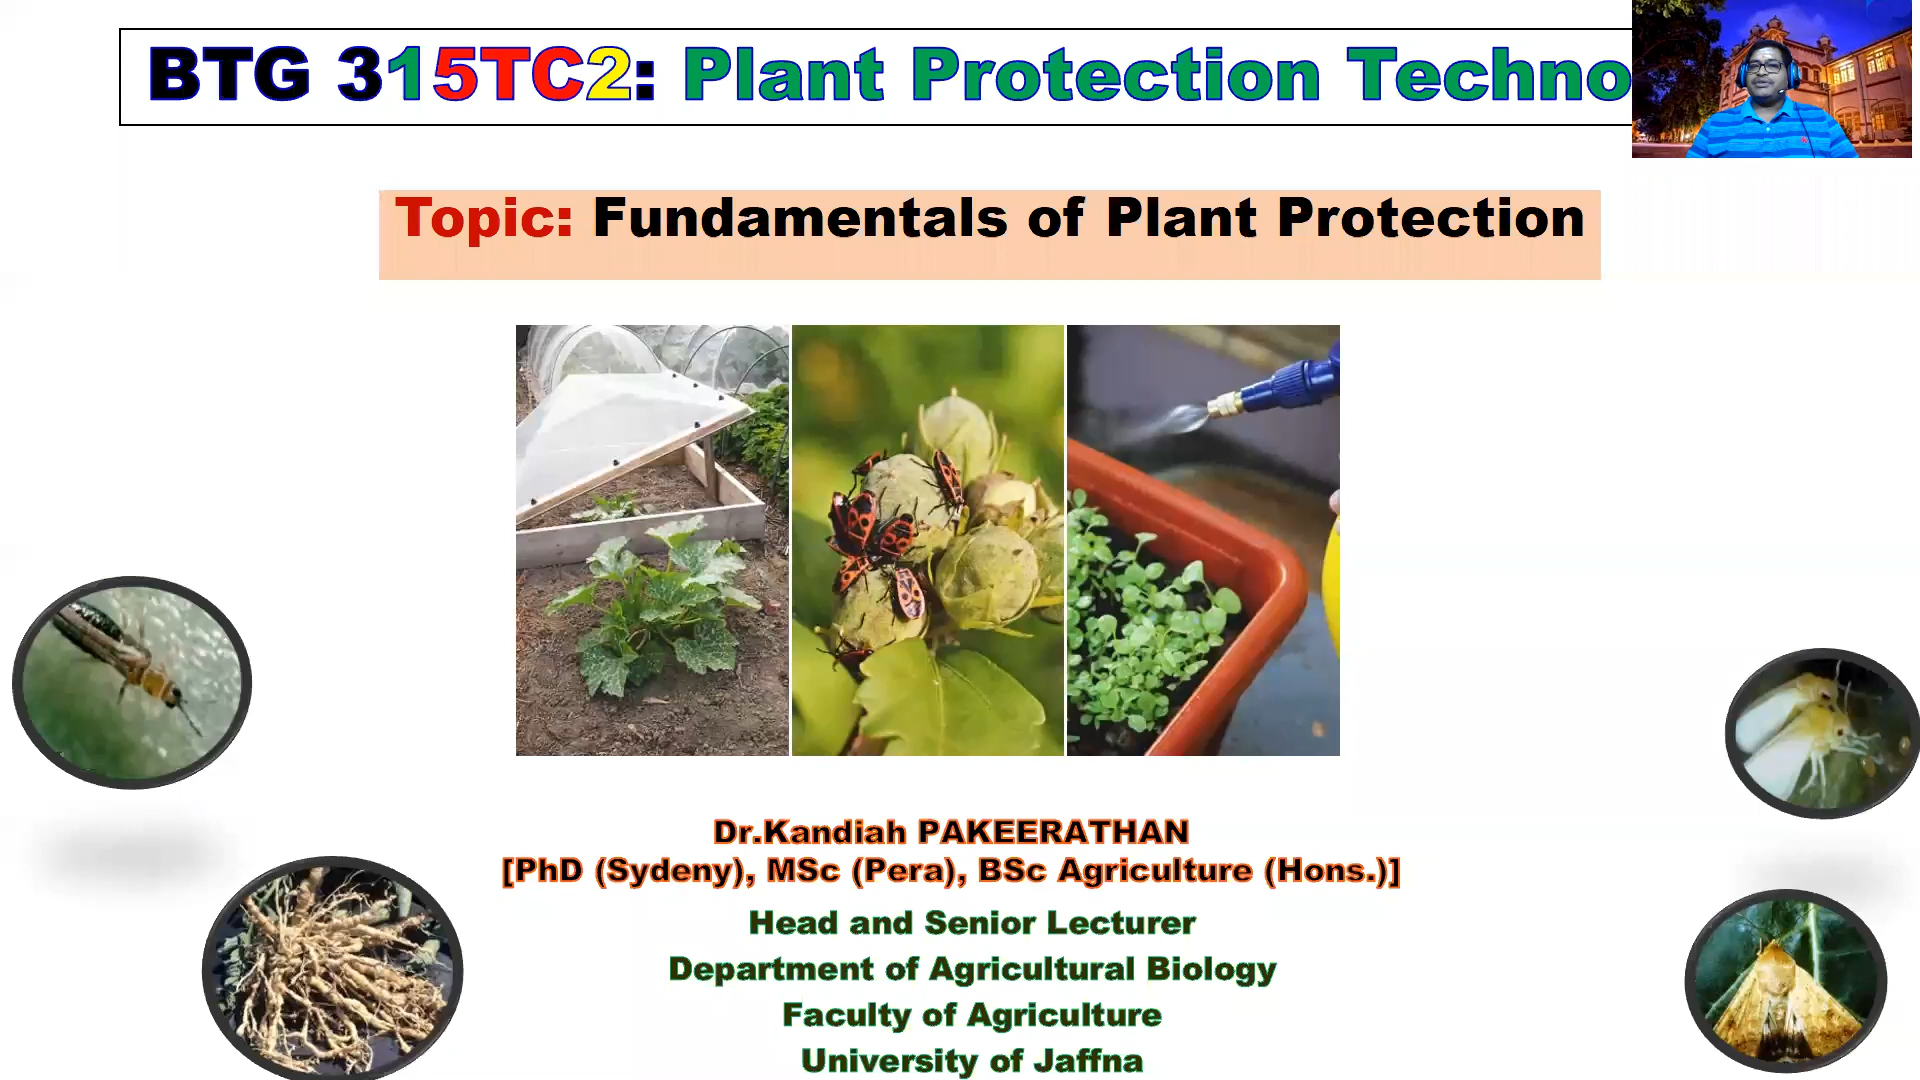 BTG 315TC2: Plant Protection Techno
Topic: Fundamentals of Plant Protection
Dr.Kandiah PAKEERATHAN
[PhD (Sydeny), MSc (Pera), BSc Agriculture (Hons.)]
Head and Senior Lecturer
Department of Agricultural Biology
Faculty of Agriculture
University of Jaffna